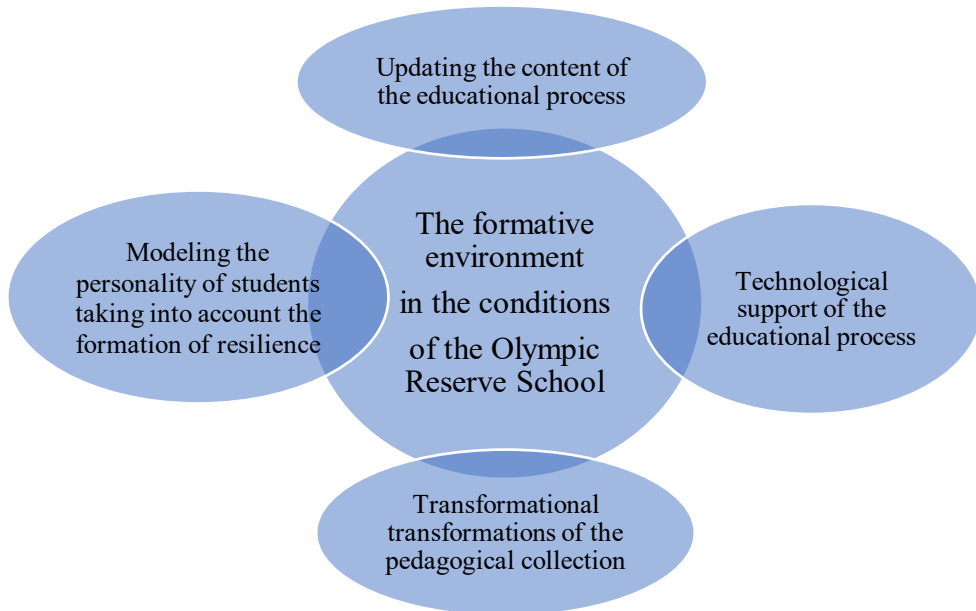 Updating the content of
the educational process
Modeling the
personality of students
taking into account the
formation of resilience
The formative
environment
in the conditions
of the Olympic
Reserve School
Technological
support of the
educational process
Transformational
transformations of the
pedagogical collection